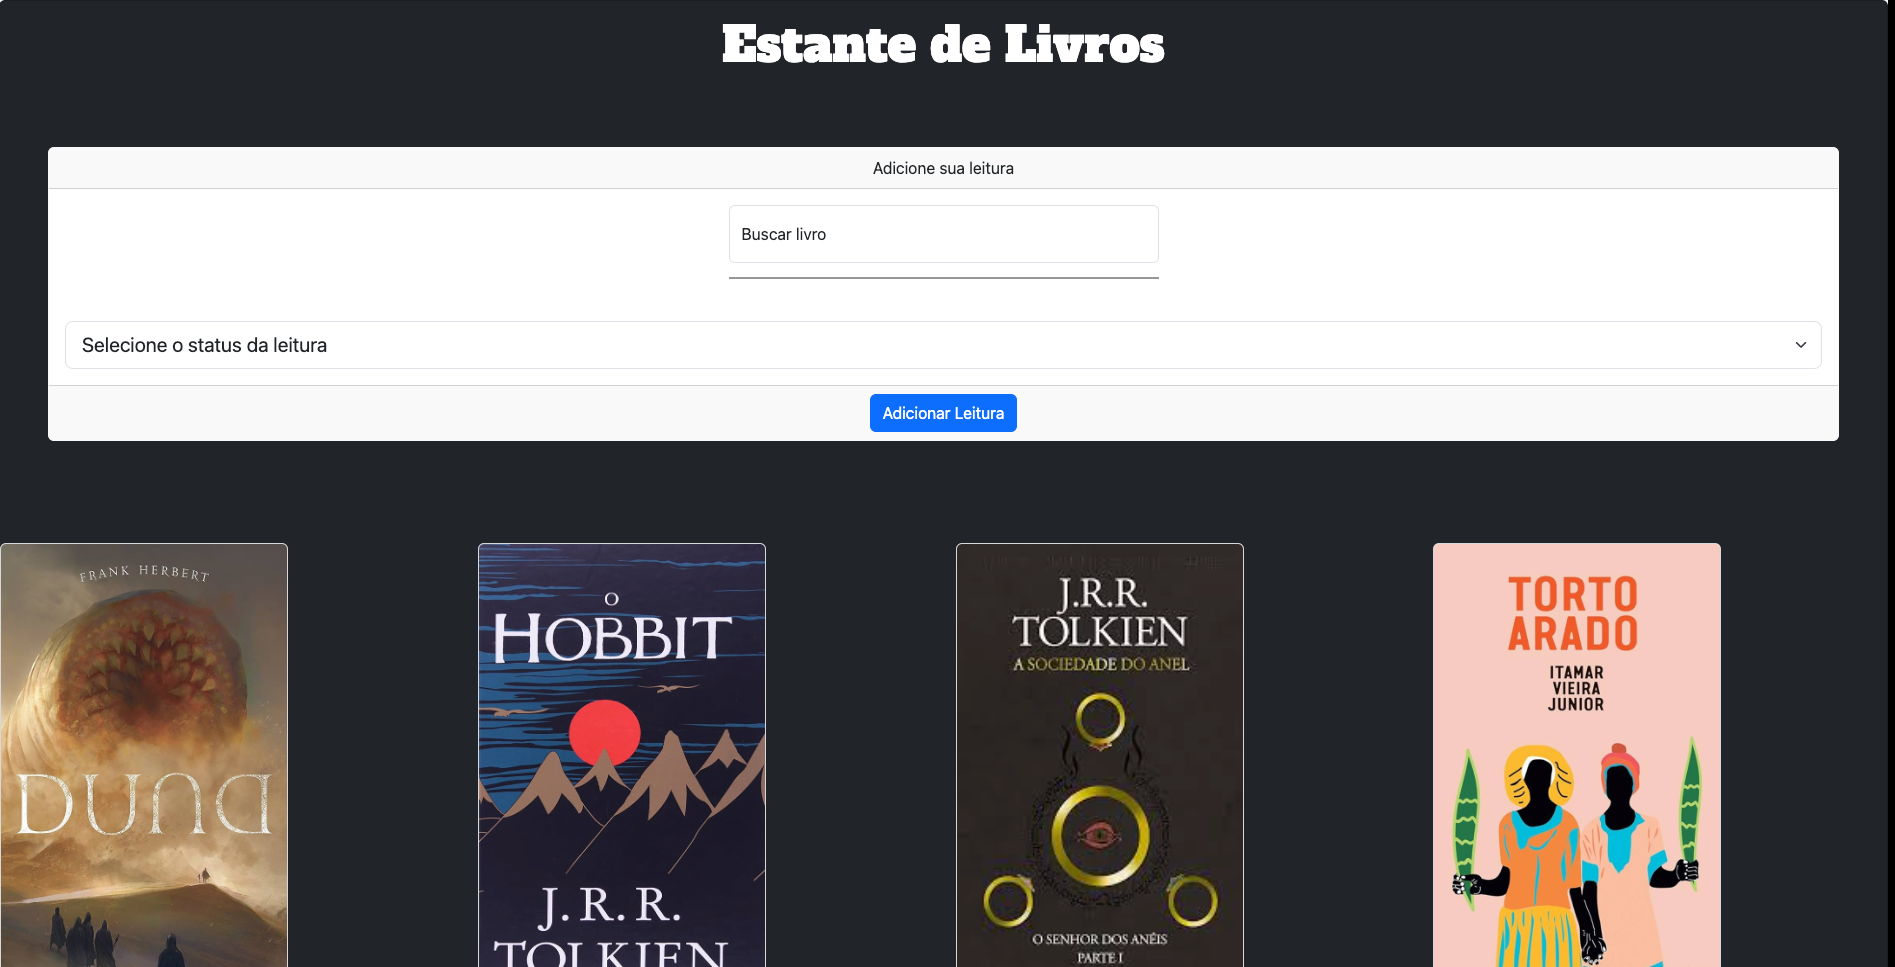 Estante de Livros
Adicione sua leitura
Buscar livro
Selecione o status da leitura
Adicionar Leitura
FRANK HERBERT
DUNA
O
HOBBIT
J. R. R.
TOLKIEN
J.R.R.
TOLKIEN
A SOCIEDADE DO ANEL
O SENHOR DOS ANÉIS
PARTE I
TORTO
ARADO
ITAMAR
VIEIRA
JUNIOR